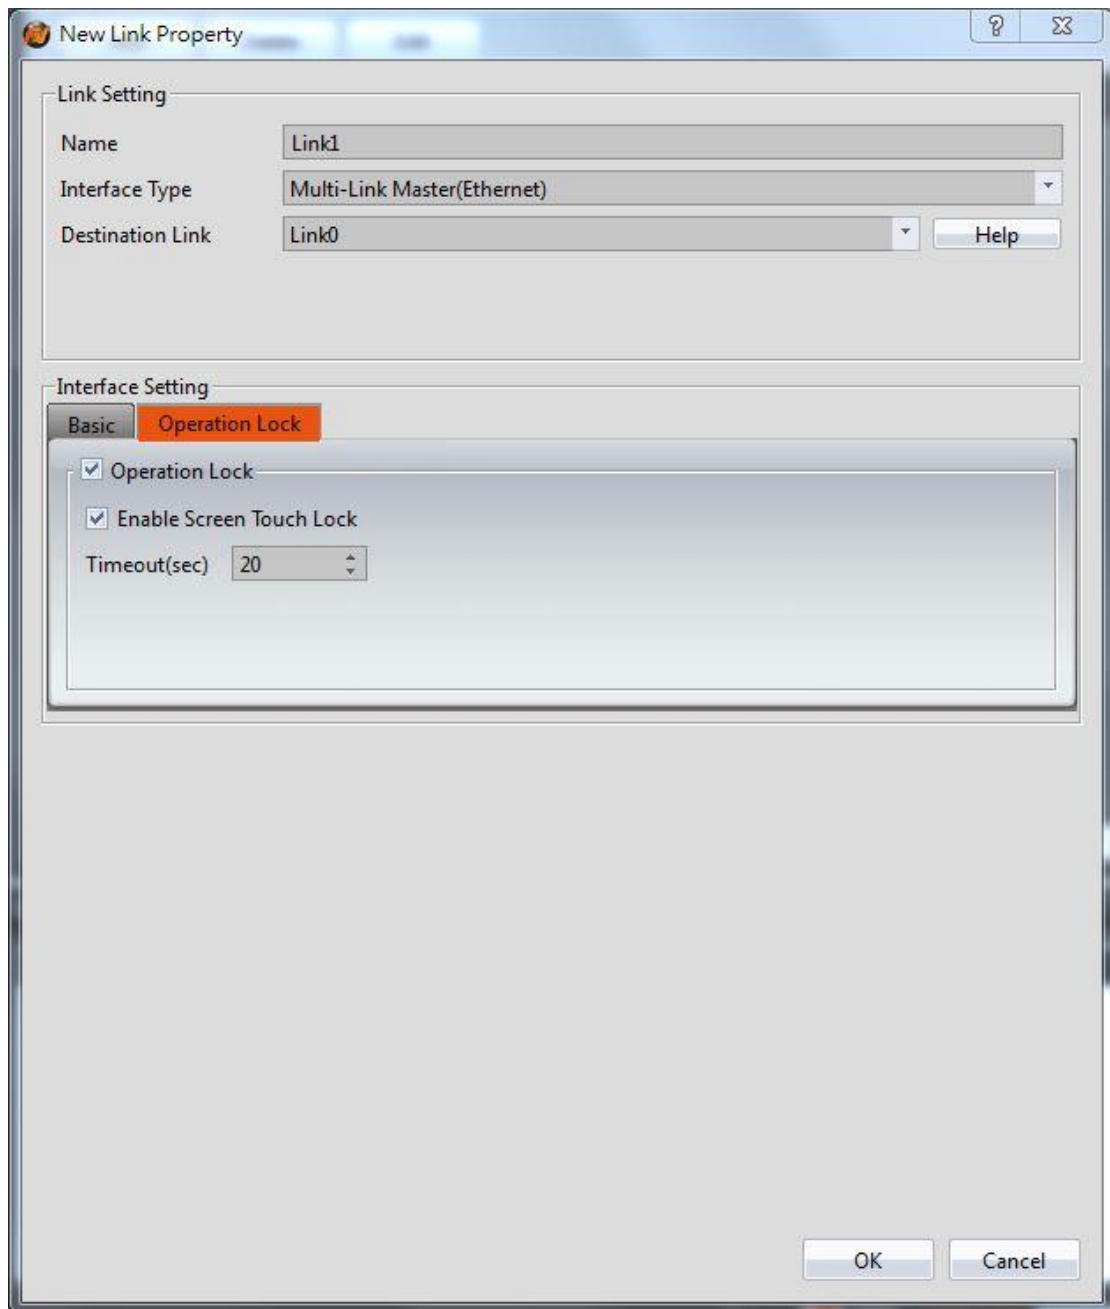 New Link Property
Link Setting
Name Link1
Interface Type Multi-Link Master(Ethernet)
Destination Link Link0 Help
Interface Setting
Basic Operation Lock
Operation Lock
Enable Screen Touch Lock
Timeout(sec) 20
OK Cancel